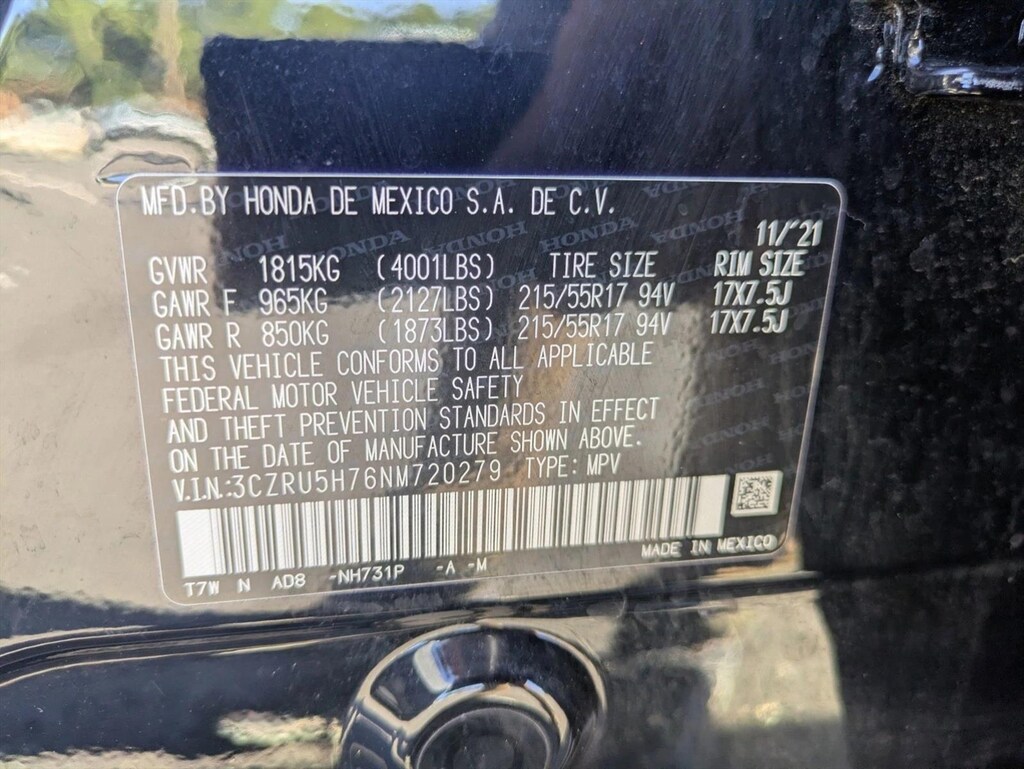 MFD. BY HONDA DE MEXICO S.A. DE C.V.
11/'21
GVWR 1815KG (4001LBS) TIRE SIZE RIM SIZE
GAWR F 965KG (2127LBS) 215/55R17 94V 17X7.5J
GAWR R 850KG (1873LBS) 215/55R17 94V 17X7.5J
THIS VEHICLE CONFORMS TO ALL APPLICABLE
FEDERAL MOTOR VEHICLE SAFETY
AND THEFT PREVENTION STANDARDS IN EFFECT
ON THE DATE OF MANUFACTURE SHOWN ABOVE.
V.I.N.:3CZRU5H76NM720279 TYPE: MPV
MADE IN MEXICO
T7W N AD8 -NH731P -A -M